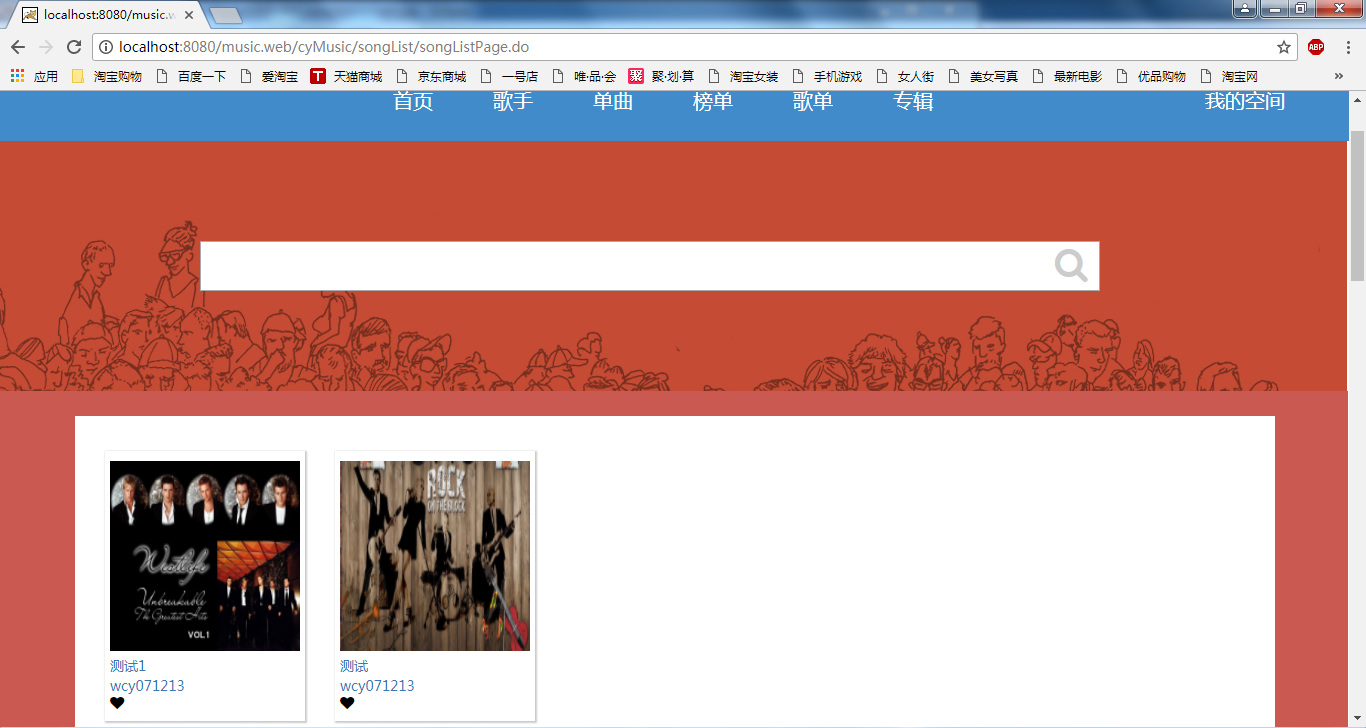 localhost:8080/music.w
localhost:8080/music.web/cyMusic/songList/songListPage.do
ABP
应用 淘宝购物 百度一下 爱淘宝 T 天猫商城 京东商城 一号店 唯·品·会 聚 聚·划·算 淘宝女装 手机游戏 女人街 美女写真 最新电影 优品购物 淘宝网 »
首页 歌手 单曲 榜单 歌单 专辑 我的空间
Westlife
Unbreakable
The Greatest Hits
VOL1
ROCK
ON THE BLOCK
测试1
wcy071213
测试
wcy071213